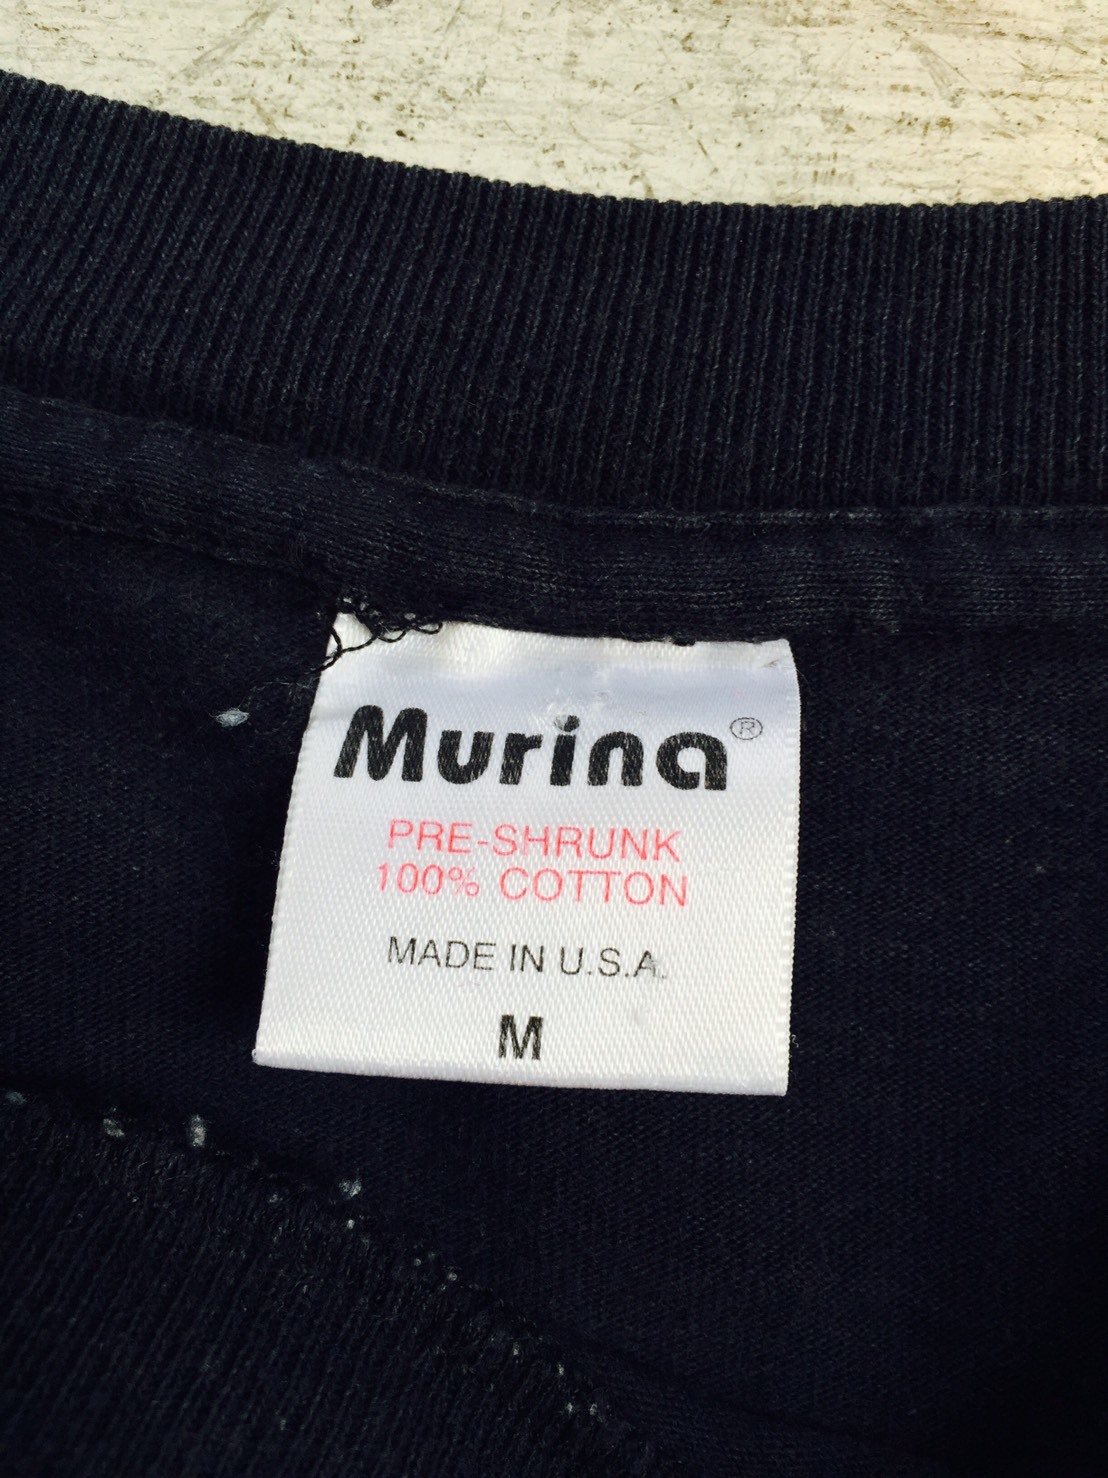 Murina®
PRE-SHRUNK
100% COTTON
MADE IN U.S.A.
M